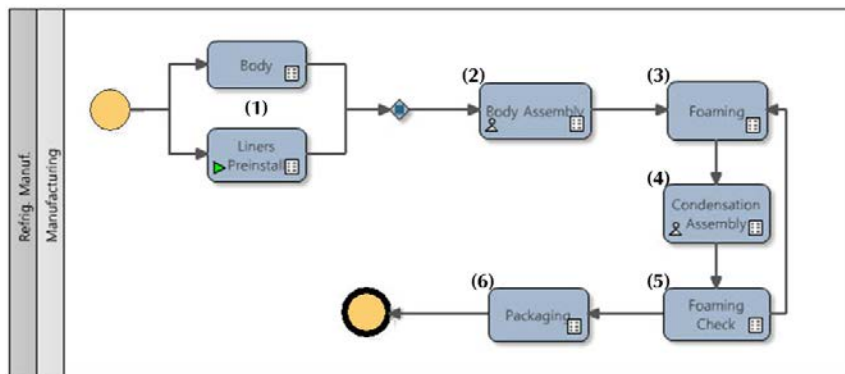 Refrig. Manuf.
Manufacturing
Body
(1)
Liners
Preinstall
(2)
Body Assembly
(3)
Foaming
(4)
Condensation
Assembly
(5)
Foaming
Check
(6)
Packaging